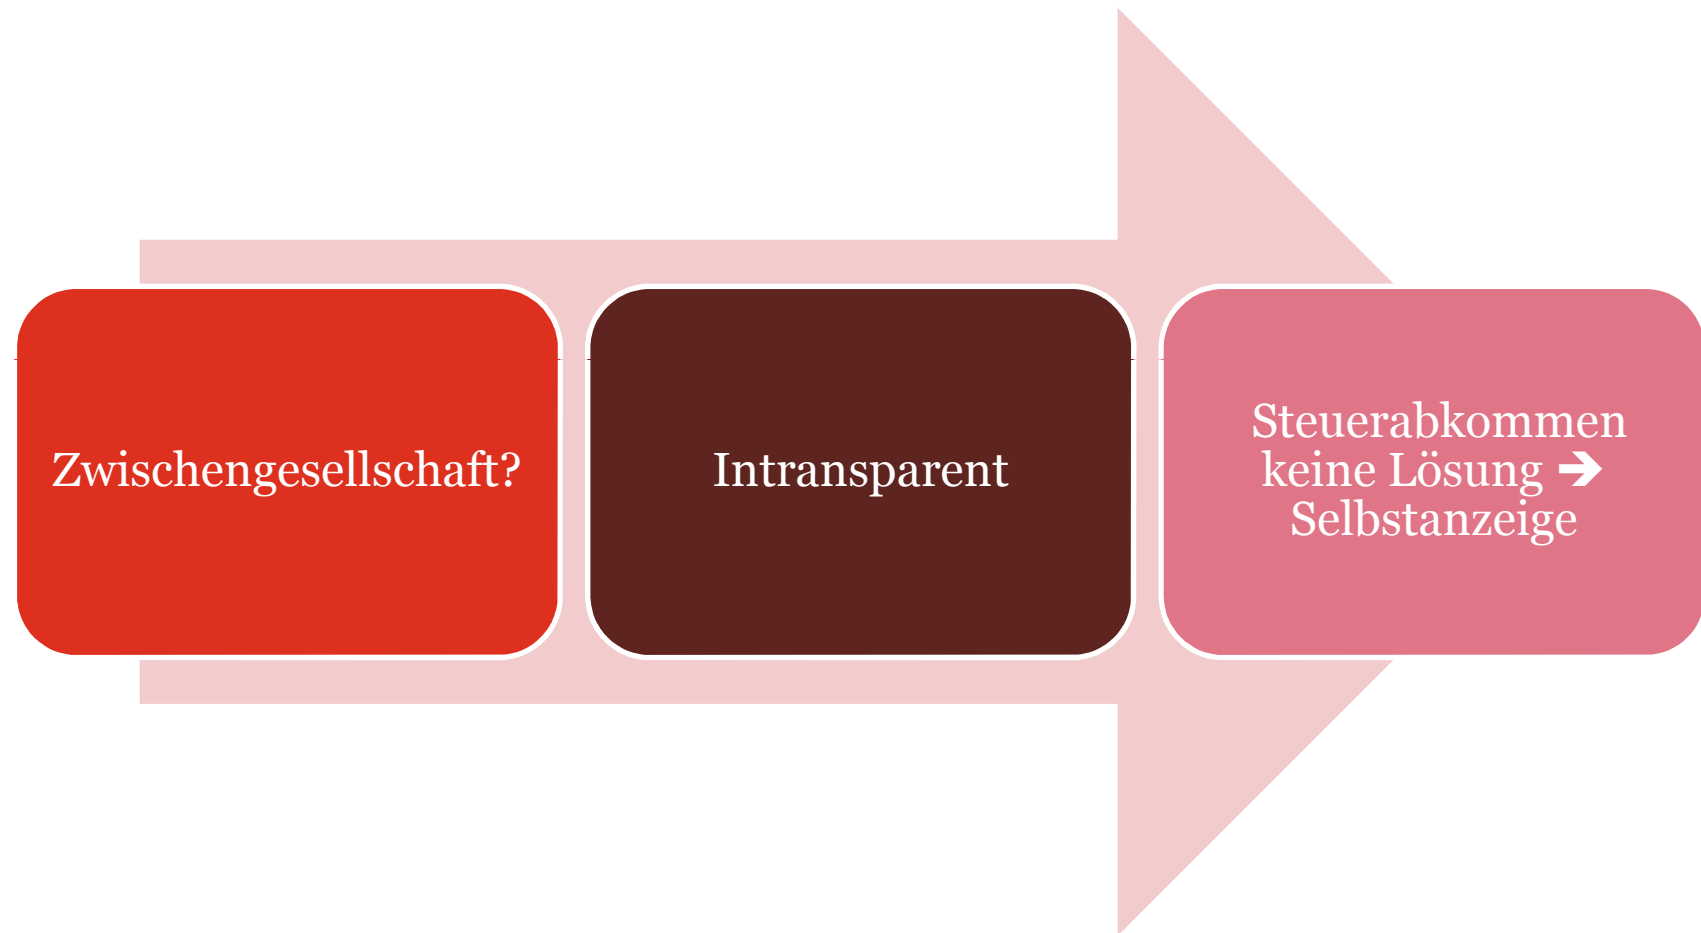 Zwischengesellschaft?
Intransparent
Steuerabkommen
keine Lösung ➔
Selbstanzeige